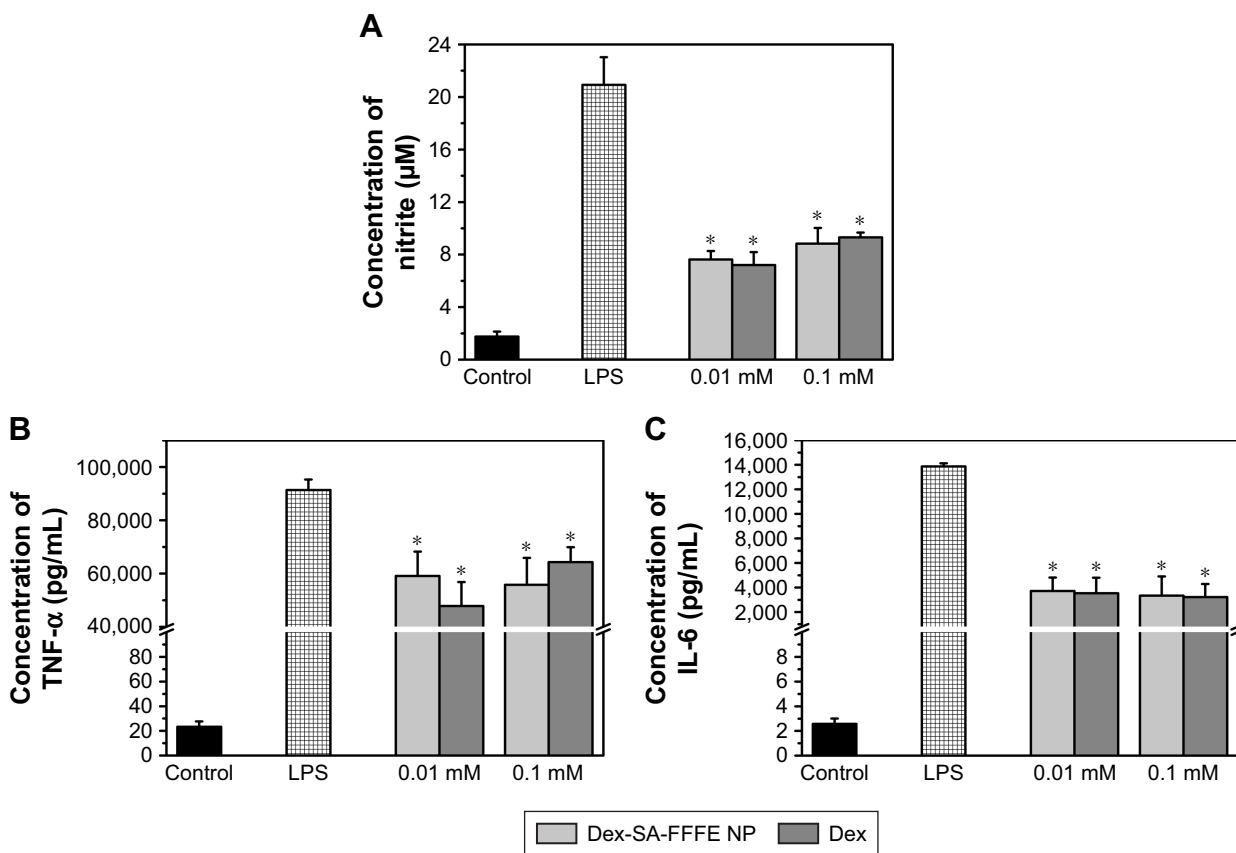 A
Concentration of
nitrite (µM)
24
20
16
12
8
4
0
* * * *
Control LPS 0.01 mM 0.1 mM
B
Concentration of
TNF-α (pg/mL)
100,000
80,000
60,000
40,000
80
60
40
20
0
* * * *
Control LPS 0.01 mM 0.1 mM
C
Concentration of
IL-6 (pg/mL)
16,000
14,000
12,000
10,000
8,000
6,000
4,000
2,000
8
6
4
2
0
* * * *
Control LPS 0.01 mM 0.1 mM
Dex-SA-FFFE NP Dex